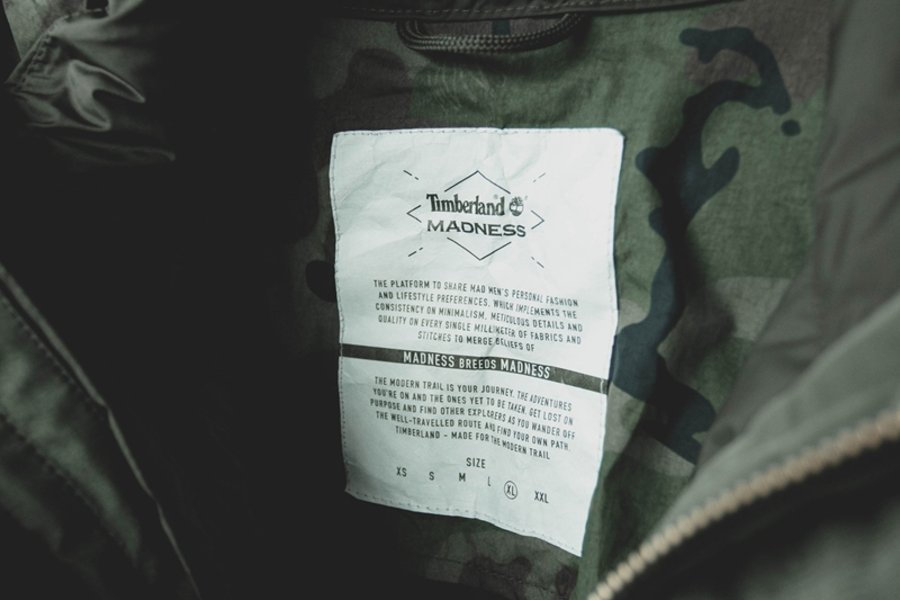 Timberland®
MADNESS
THE PLATFORM TO SHARE MAD MEN'S PERSONAL FASHION
AND LIFESTYLE PREFERENCES, WHICH IMPLEMENTS THE
CONSISTENCY ON MINIMALISM, METICULOUS DETAILS AND
QUALITY ON EVERY SINGLE MILLIMETER OF FABRICS AND
STITCHES TO MERGE BELIEFS OF
MADNESS BREEDS MADNESS
THE MODERN TRAIL IS YOUR JOURNEY. THE ADVENTURES
YOU'RE ON AND THE ONES YET TO BE TAKEN. GET LOST ON
PURPOSE AND FIND OTHER EXPLORERS AS YOU WANDER OFF
THE WELL-TRAVELLED ROUTE AND FIND YOUR OWN PATH.
TIMBERLAND - MADE FOR THE MODERN TRAIL
SIZE
XS S M L XL XXL